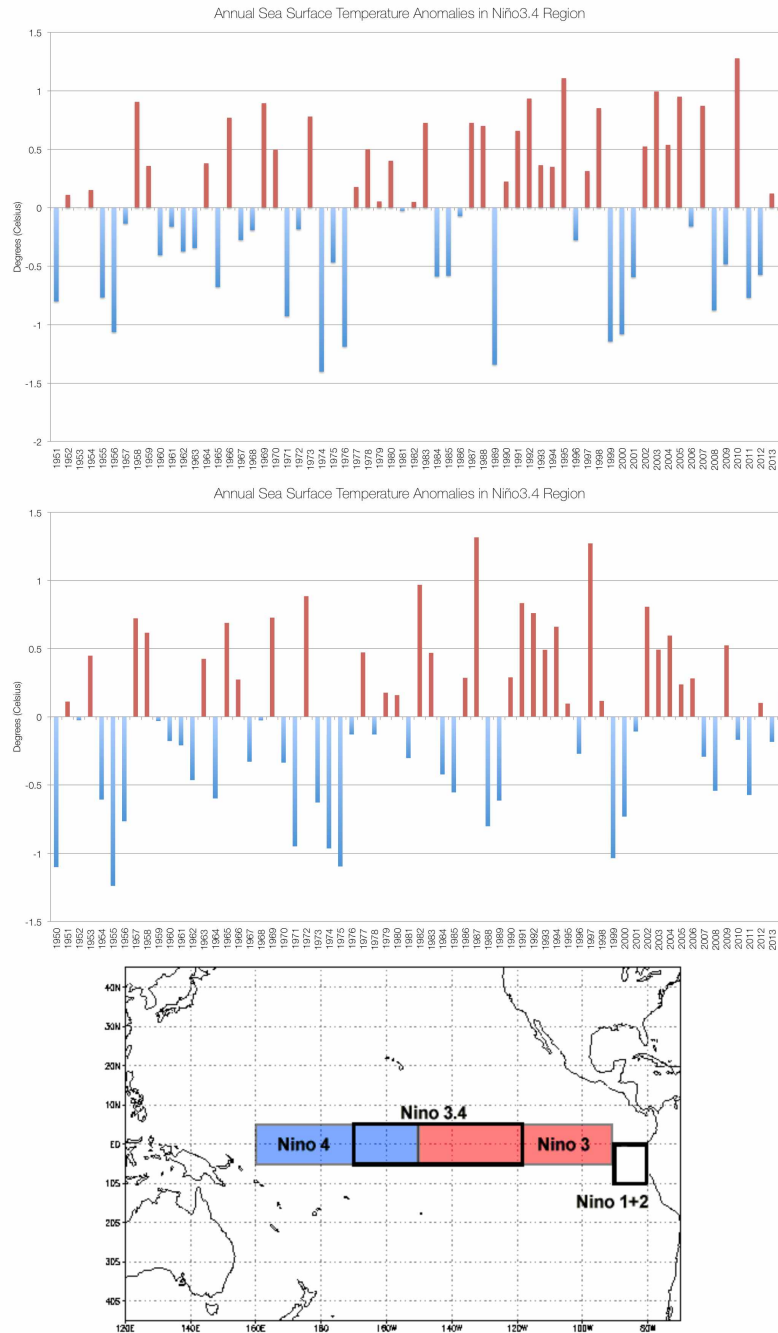 Annual Sea Surface Temperature Anomalies in Niño3.4 Region
1.5
1
0.5
0
-0.5
-1
-1.5
-2
Degrees (Celsius)
1951 1952 1953 1954 1955 1956 1957 1958 1959 1960 1961 1962 1963 1964 1965 1966 1967 1968 1969 1970 1971 1972 1973 1974 1975 1976 1977 1978 1979 1980 1981 1982 1983 1984 1985 1986 1987 1988 1989 1990 1991 1992 1993 1994 1995 1996 1997 1998 1999 2000 2001 2002 2003 2004 2005 2006 2007 2008 2009 2010 2011 2012 2013
Annual Sea Surface Temperature Anomalies in Niño3.4 Region
1.5
1
0.5
0
-0.5
-1
-1.5
Degrees (Celsius)
1950 1951 1952 1953 1954 1955 1956 1957 1958 1959 1960 1961 1962 1963 1964 1965 1966 1967 1968 1969 1970 1971 1972 1973 1974 1975 1976 1977 1978 1979 1980 1981 1982 1983 1984 1985 1986 1987 1988 1989 1990 1991 1992 1993 1994 1995 1996 1997 1998 1999 2000 2001 2002 2003 2004 2005 2006 2007 2008 2009 2010 2011 2012 2013
40N
30N
20N
10N
EQ
10S
20S
30S
40S
Nino 3.4
Nino 4
Nino 3
Nino 1+2
120E 140E 160E 180 160W 140W 120W 100W 80W